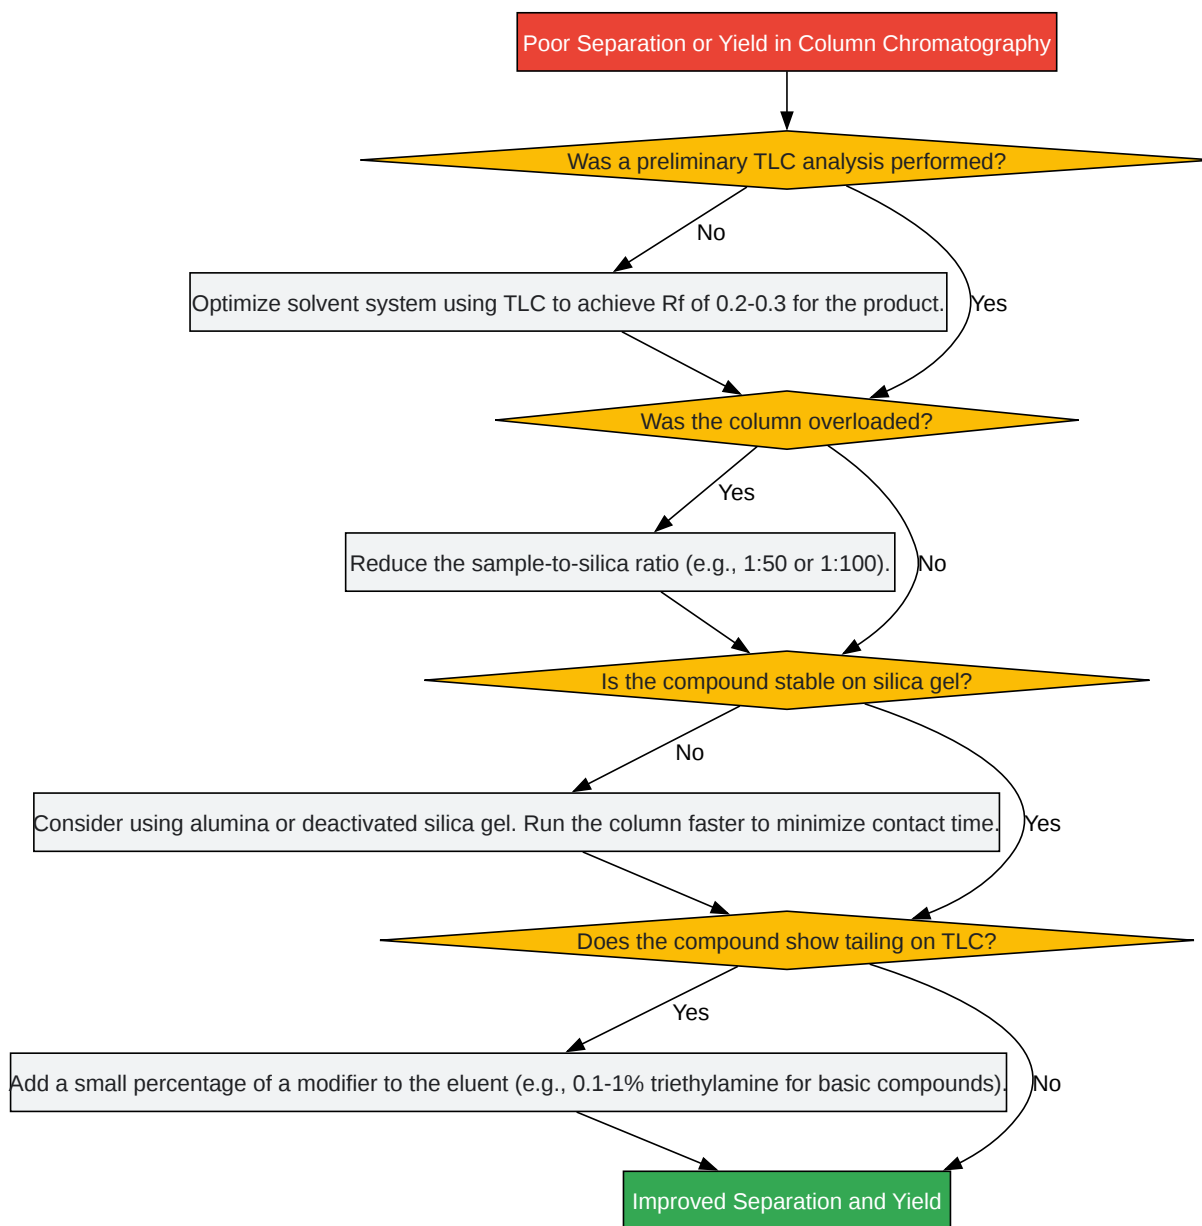 Poor Separation or Yield in Column Chromatography
Was a preliminary TLC analysis performed?
No
Optimize solvent system using TLC to achieve Rf of 0.2-0.3 for the product.
Yes
Was the column overloaded?
Yes
Reduce the sample-to-silica ratio (e.g., 1:50 or 1:100).
No
Is the compound stable on silica gel?
No
Consider using alumina or deactivated silica gel. Run the column faster to minimize contact time.
Yes
Does the compound show tailing on TLC?
Yes
Add a small percentage of a modifier to the eluent (e.g., 0.1-1% triethylamine for basic compounds).
No
Improved Separation and Yield